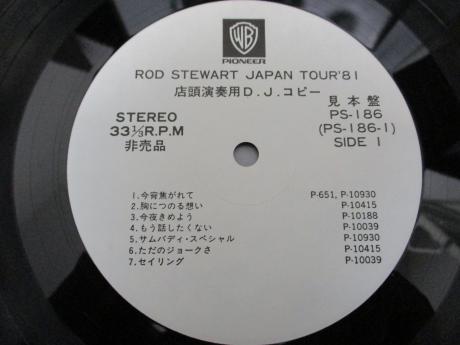 WB
PIONEER
ROD STEWART JAPAN TOUR'81
店頭演奏用D.J.コピー
見本盤
STEREO
PS-186
33 1/3 R.P.M
(PS-186-1)
非売品
SIDE 1
1.今宵焦がれて P-651, P-10930
2.胸につのる想い P-10415
3.今夜きめよう P-10188
4.もう話したくない P-10039
5.サムバディ・スペシャル P-10930
6.ただのジョークさ P-10415
7.セイリング P-10039